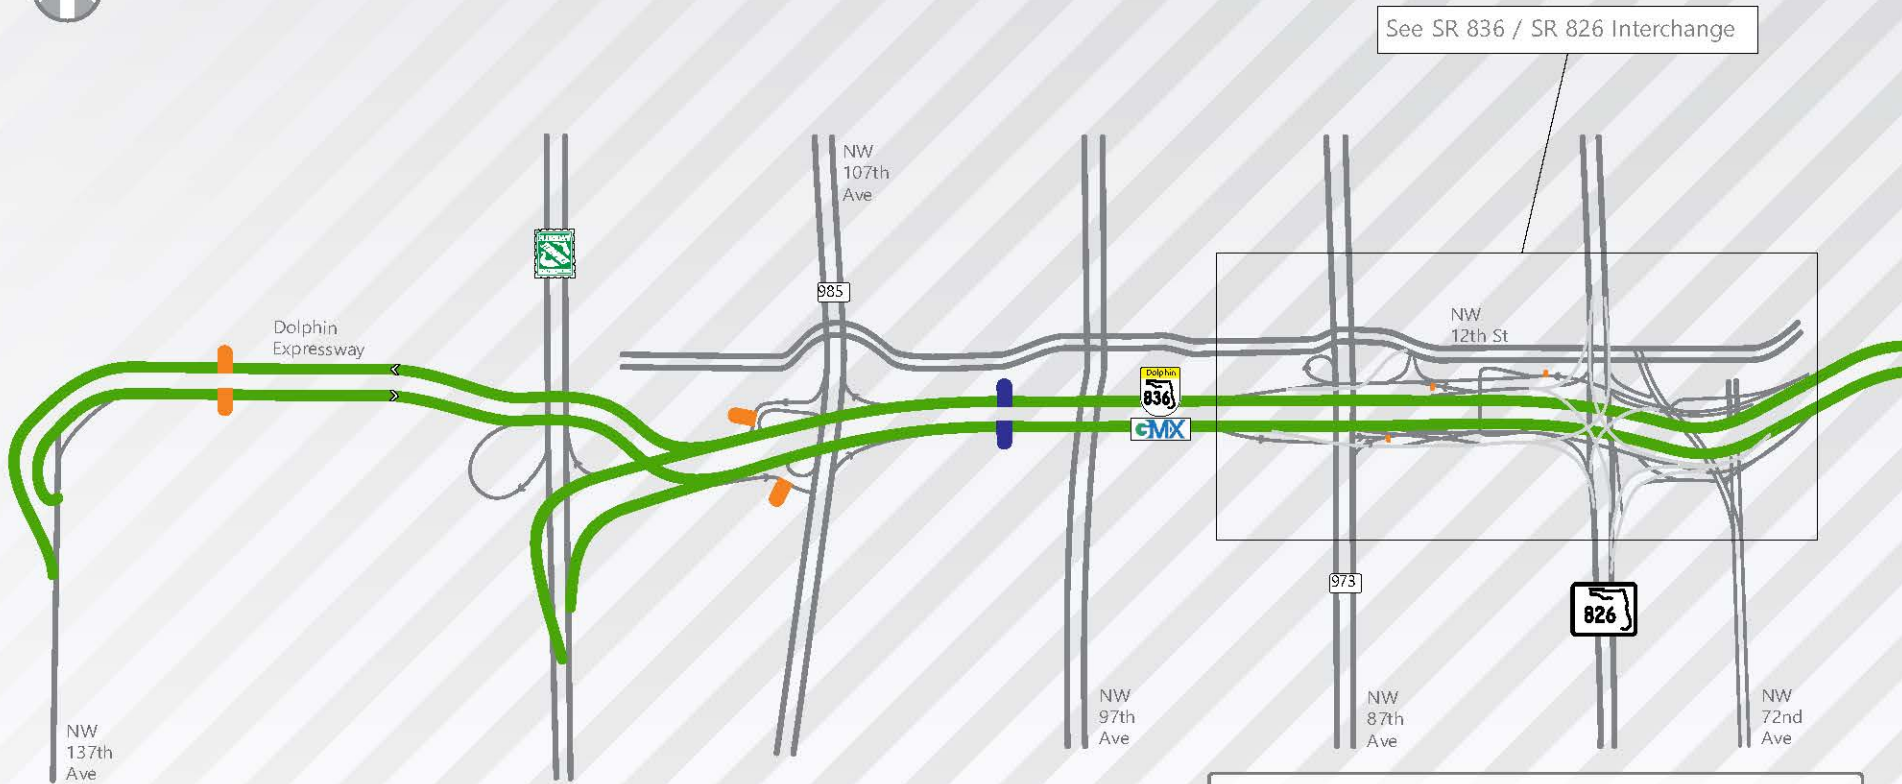 See SR 836 / SR 826 Interchange
NW
107th
Ave
985
Dolphin
Expressway
NW
12th St
Dolphin
836
GMX
973
826
NW
137th
Ave
NW
97th
Ave
NW
87th
Ave
NW
72nd
Ave